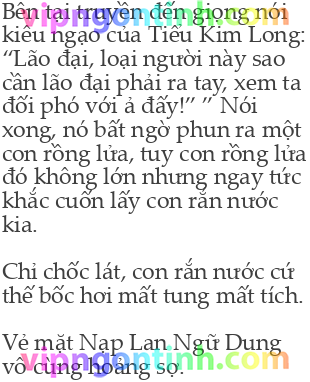 Bên tai truyền đến giọng nói
kiêu ngạo của Tiểu Kim Long:
“Lão đại, loại người này sao
cần lão đại phải ra tay, xem ta
đối phó với ả đấy!” ” Nói
xong, nó bất ngờ phun ra một
con rồng lửa, tuy con rồng lửa
đó không lớn nhưng ngay tức
khắc cuốn lấy con rắn nước
kia.
Chỉ chốc lát, con rắn nước cứ
thế bốc hơi mất tung mất tích.
Vẻ mặt Nạp Lan Ngữ Dung
vô cùng hoảng sợ.
vipngontinh.com
vipngontinh.com